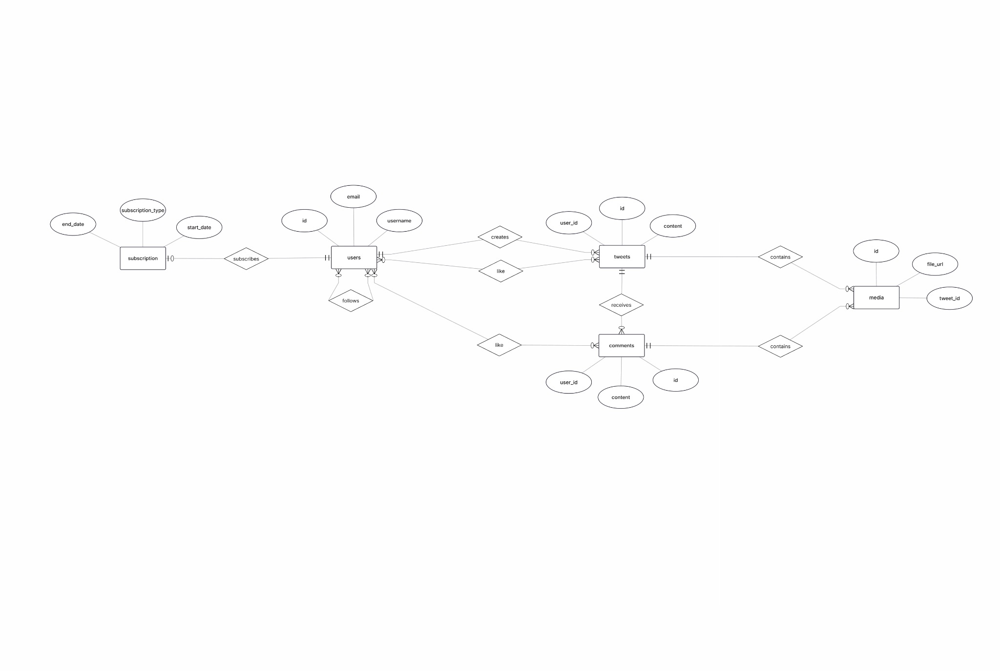 email
id
subscription_type
id
username
user_id
end_date
content
start_date
creates
id
tweets
contains
users
subscription
subscribes
file_url
like
media
tweet_id
follows
receives
like
comments
contains
id
user_id
content